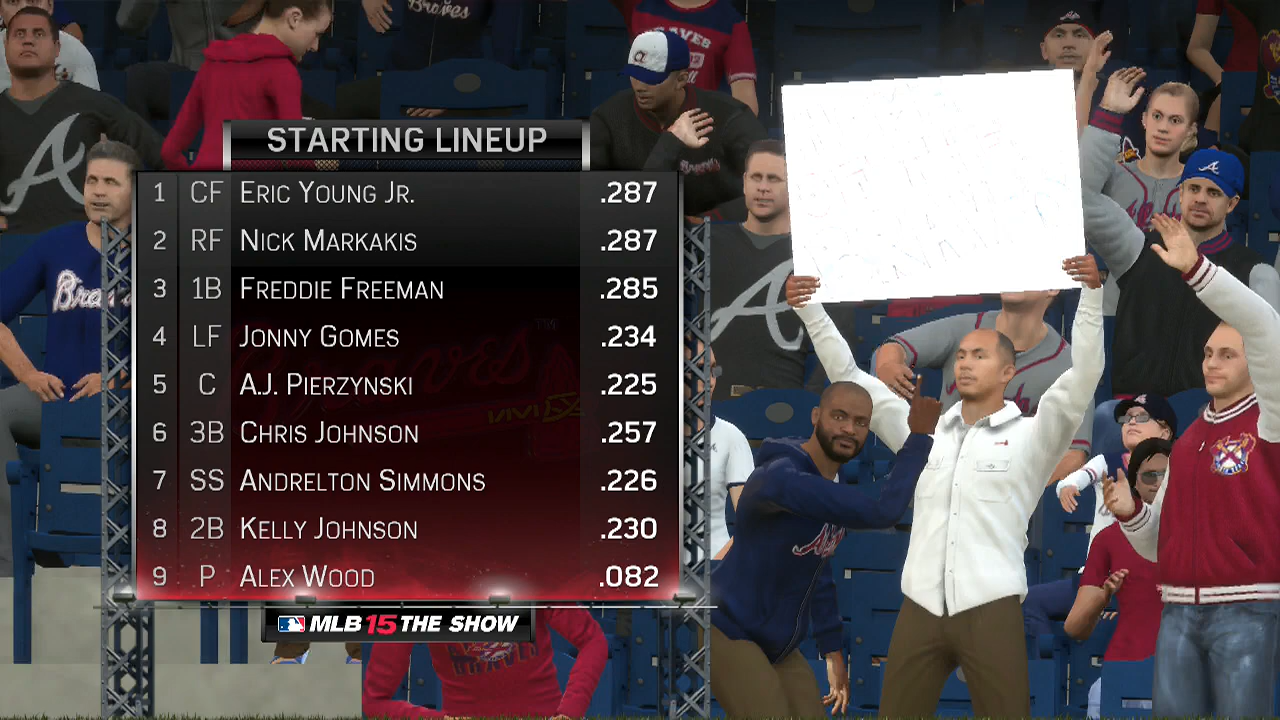 STARTING LINEUP
1 CF ERIC YOUNG JR. .287
2 RF NICK MARKAKIS .287
3 1B FREDDIE FREEMAN .285
4 LF JONNY GOMES .234
5 C A.J. PIERZYNSKI .225
6 3B CHRIS JOHNSON .257
7 SS ANDRELTON SIMMONS .226
8 2B KELLY JOHNSON .230
9 P ALEX WOOD .082
MLB 15 THE SHOW
Braves